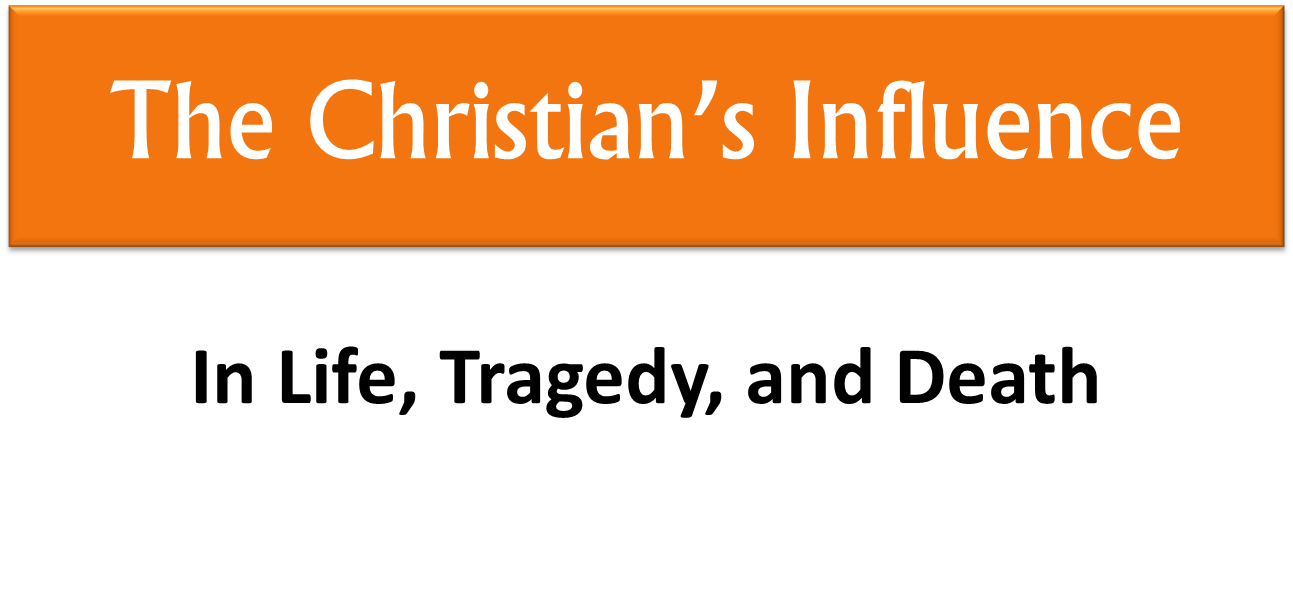 The Christian’s Influence
In Life, Tragedy, and Death